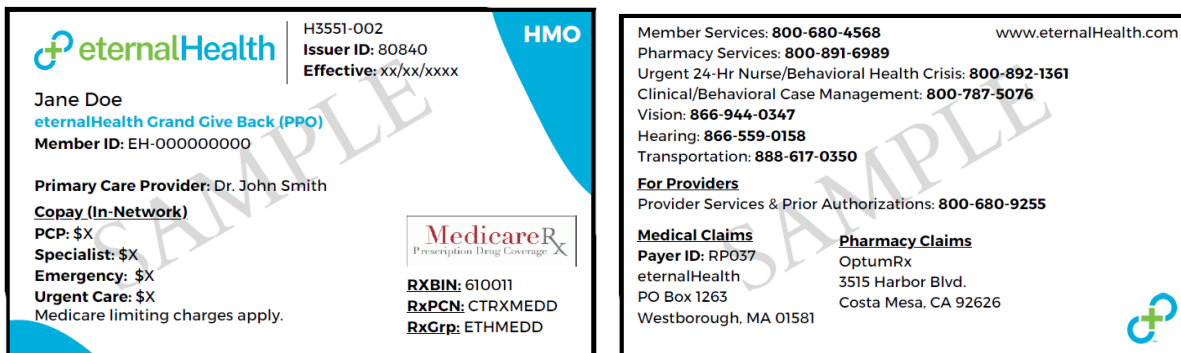 eternalHealth
H3551-002
Issuer ID: 80840
Effective: xx/xx/xxxx
HMO
Jane Doe
eternalHealth Grand Give Back (PPO)
Member ID: EH-000000000
Primary Care Provider: Dr. John Smith
Copay (In-Network)
PCP: $X
Specialist: $X
Emergency: $X
Urgent Care: $X
Medicare limiting charges apply.
SAMPLE
MedicareRx
Prescription Drug Coverage
RXBIN: 610011
RxPCN: CTRXMEDD
RxGrp: ETHMEDD
Member Services: 800-680-4568
www.eternalHealth.com
Pharmacy Services: 800-891-6989
Urgent 24-Hr Nurse/Behavioral Health Crisis: 800-892-1361
Clinical/Behavioral Case Management: 800-787-5076
Vision: 866-944-0347
Hearing: 866-559-0158
Transportation: 888-617-0350
For Providers
Provider Services & Prior Authorizations: 800-680-9255
Medical Claims
Payer ID: RP037
eternalHealth
PO Box 1263
Westborough, MA 01581
Pharmacy Claims
OptumRx
3515 Harbor Blvd.
Costa Mesa, CA 92626
SAMPLE